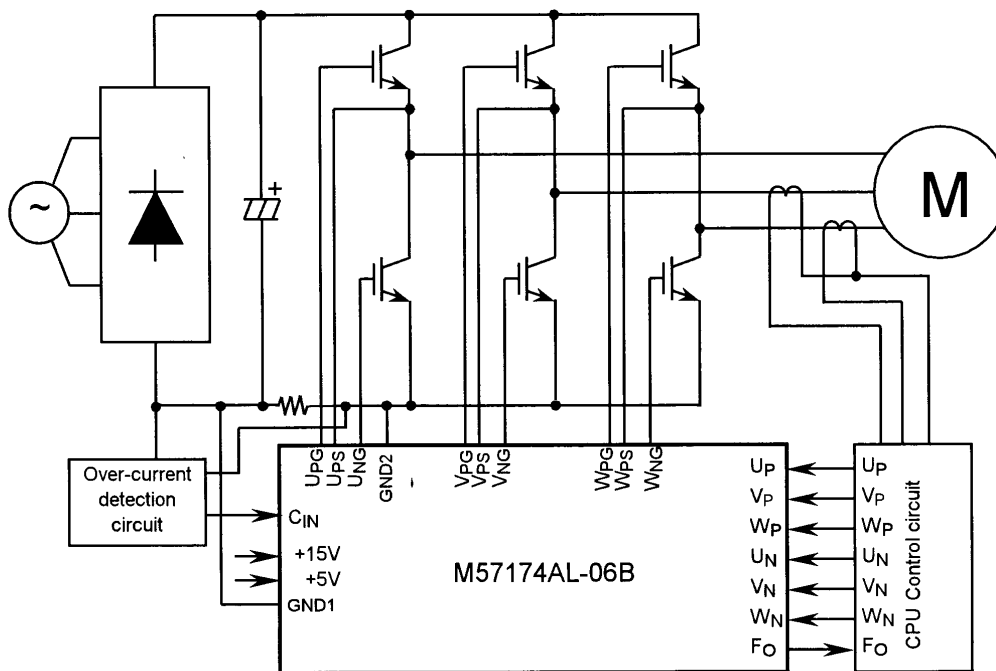 ~
+
M
UPG
UPS
UNG
GND2
VPG
VPS
VNG
WPG
WPS
WNG
Over-current
detection
circuit
CIN
+15V
+5V
GND1
M57174AL-06B
UP
VP
WP
UN
VN
WN
FO
UP
VP
WP
UN
VN
WN
FO
CPU Control circuit